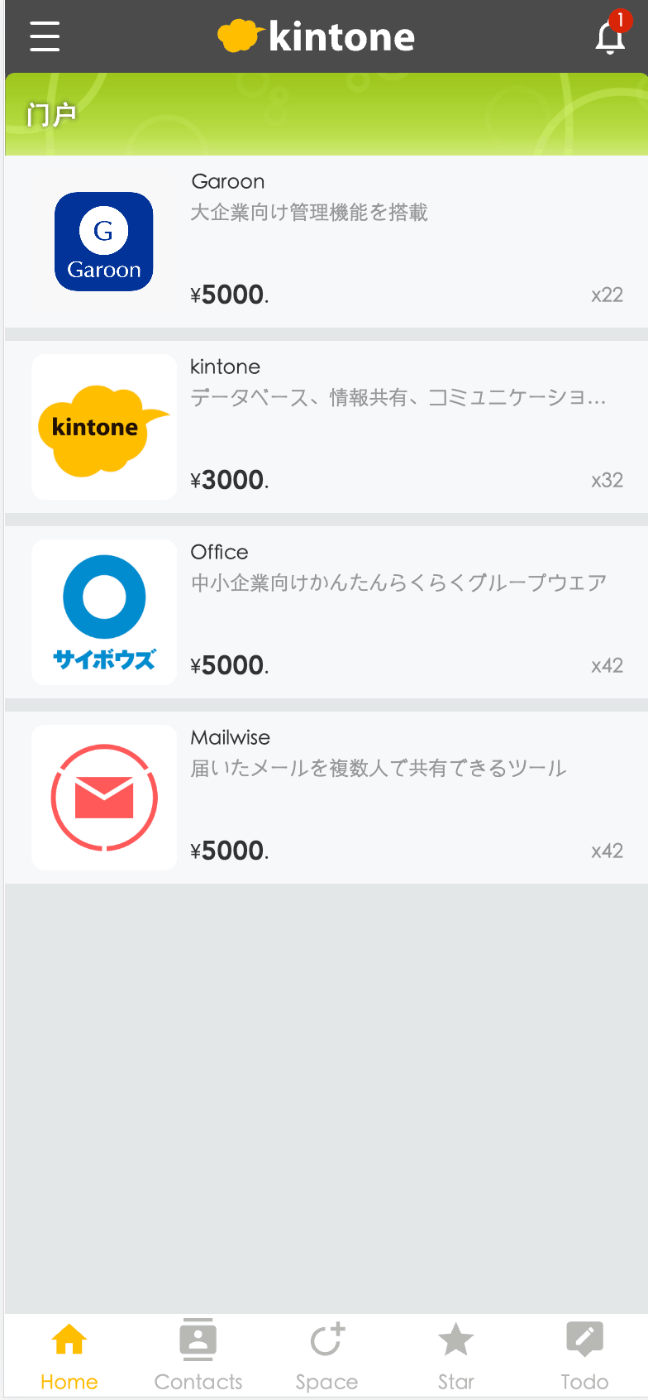 kintone
1
门户
G
Garoon
Garoon
大企業向け管理機能を搭載
¥5000.
x22
kintone
kintone
データベース、情報共有、コミュニケーショ...
¥3000.
x32
サイボウズ
Office
中小企業向けかんたんらくらくグループウエア
¥5000.
x42
Mailwise
届いたメールを複数人で共有できるツール
¥5000.
x42
Home
Contacts
Space
Star
Todo